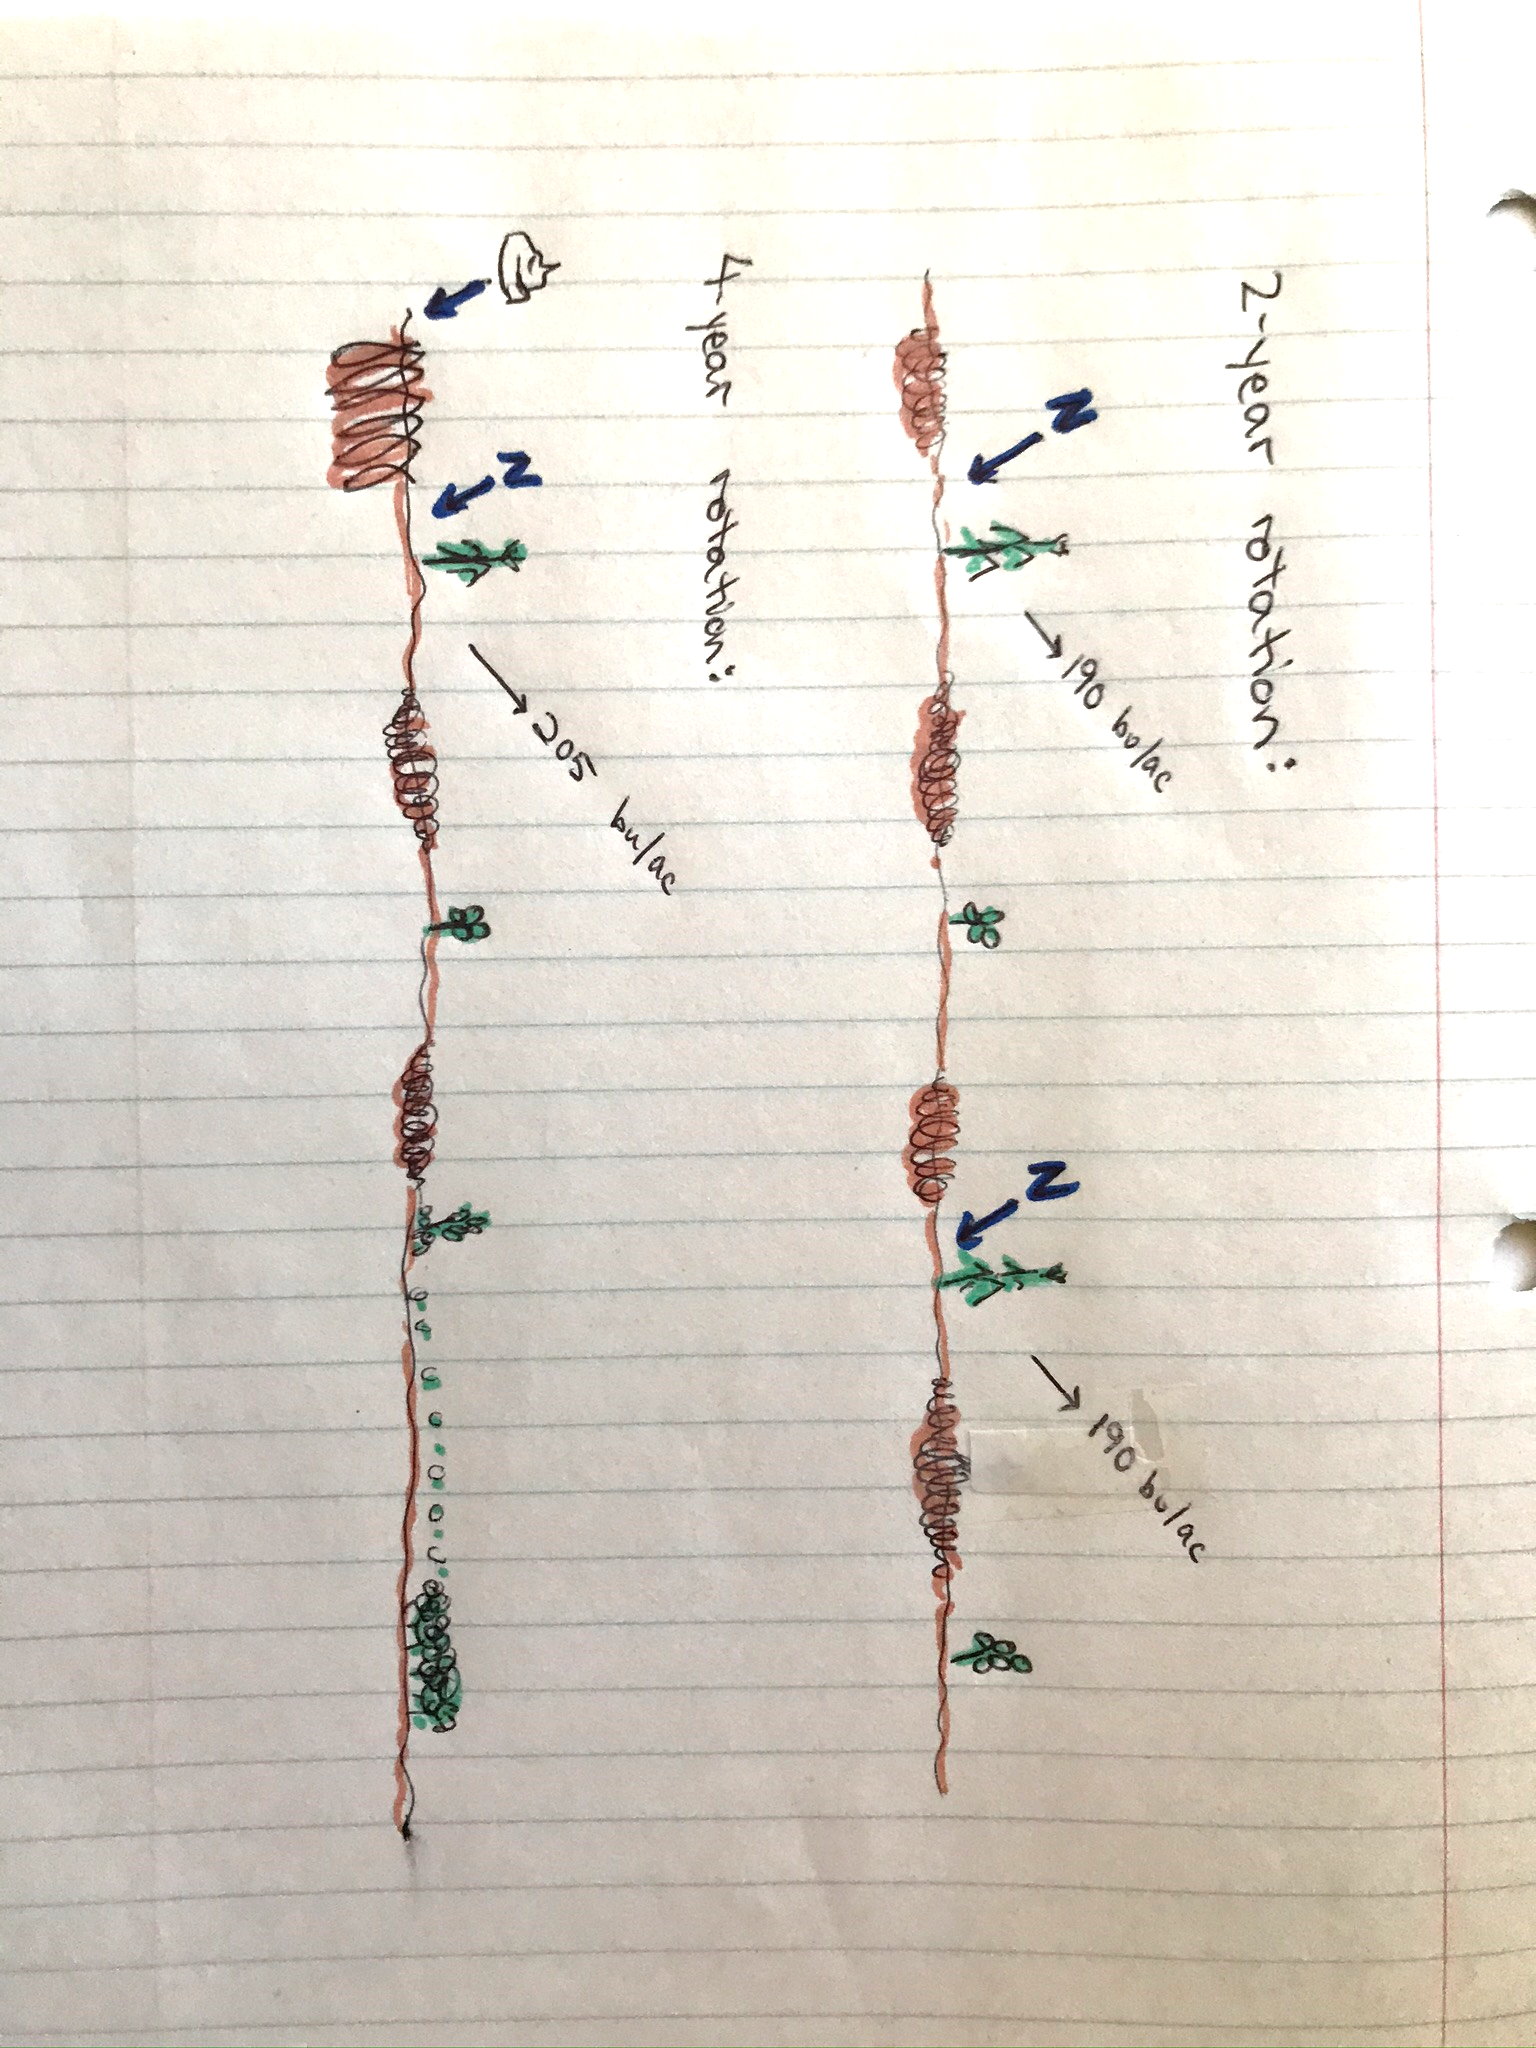 2-year rotation:
N
N
190 bu/ac
190 bu/ac
4-year rotation:
N
205 bu/ac